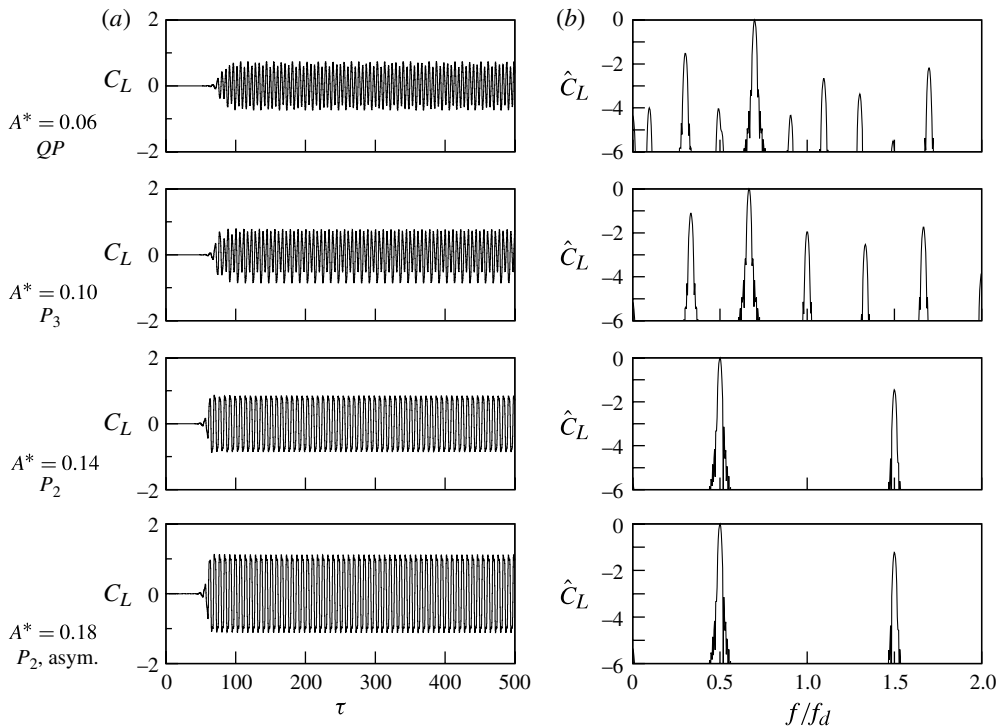 (a)
(b)
2
0
−2
C_L
A* = 0.06
QP
0
−2
−4
−6
Ĉ_L
2
0
−2
C_L
A* = 0.10
P_3
0
−2
−4
−6
Ĉ_L
2
0
−2
C_L
A* = 0.14
P_2
0
−2
−4
−6
Ĉ_L
2
0
−2
C_L
A* = 0.18
P_2, asym.
0
−2
−4
−6
Ĉ_L
0 100 200 300 400 500
τ
0 0.5 1.0 1.5 2.0
f/f_d